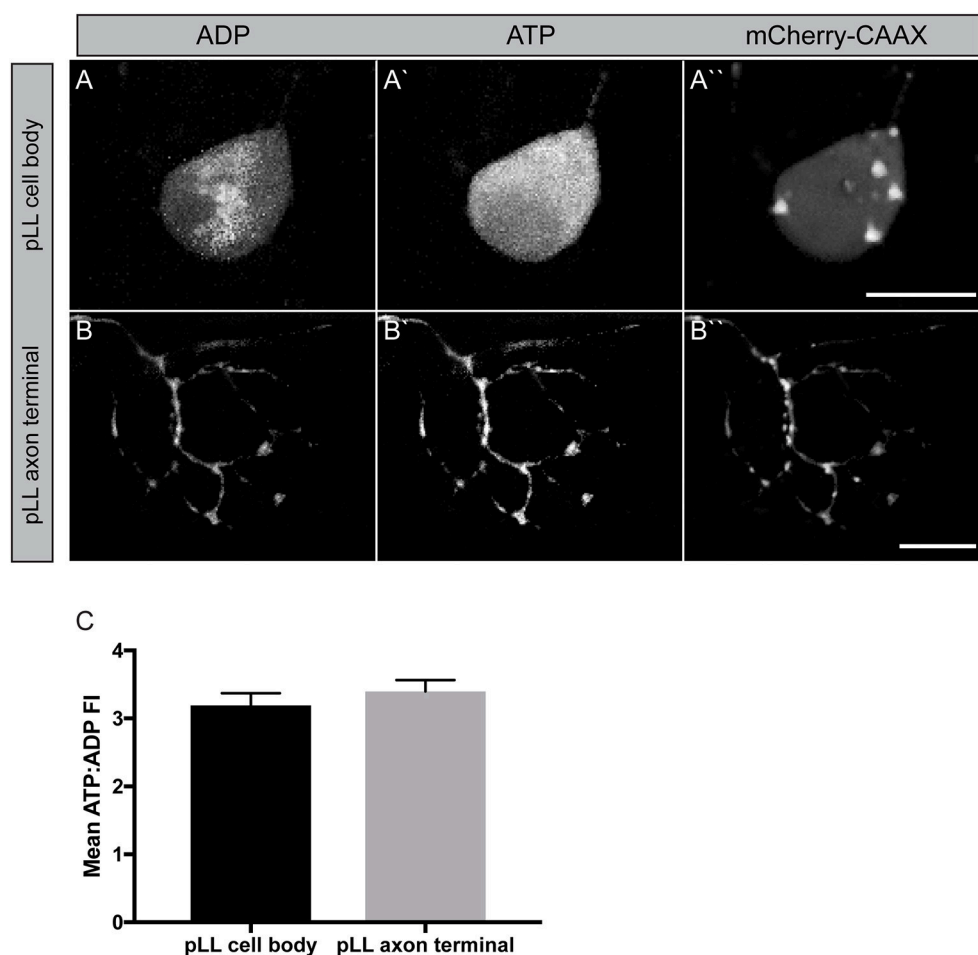 ADP ATP mCherry-CAAX
pLL cell body
A A` A``
pLL axon terminal
B B` B``
C
Mean ATP:ADP FI
4
3
2
1
0
pLL cell body pLL axon terminal